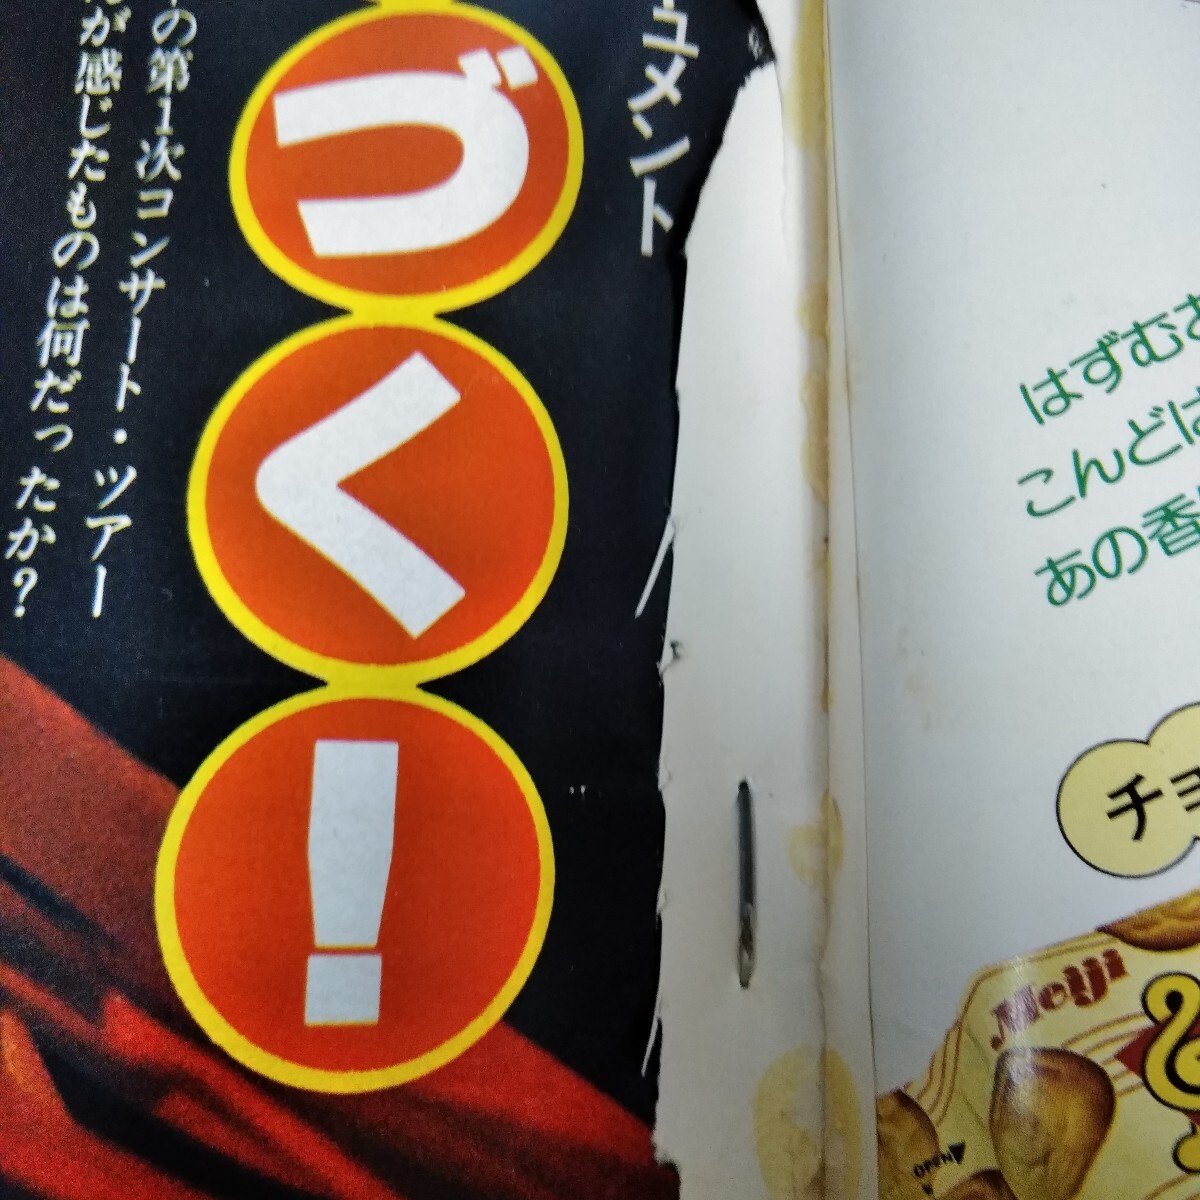 ュメント
づく!
の第1次コンサート・ツアー
が感じたものは何だったか?
はずむお
こんどは
あの香
チョ
Meiji
OPEN